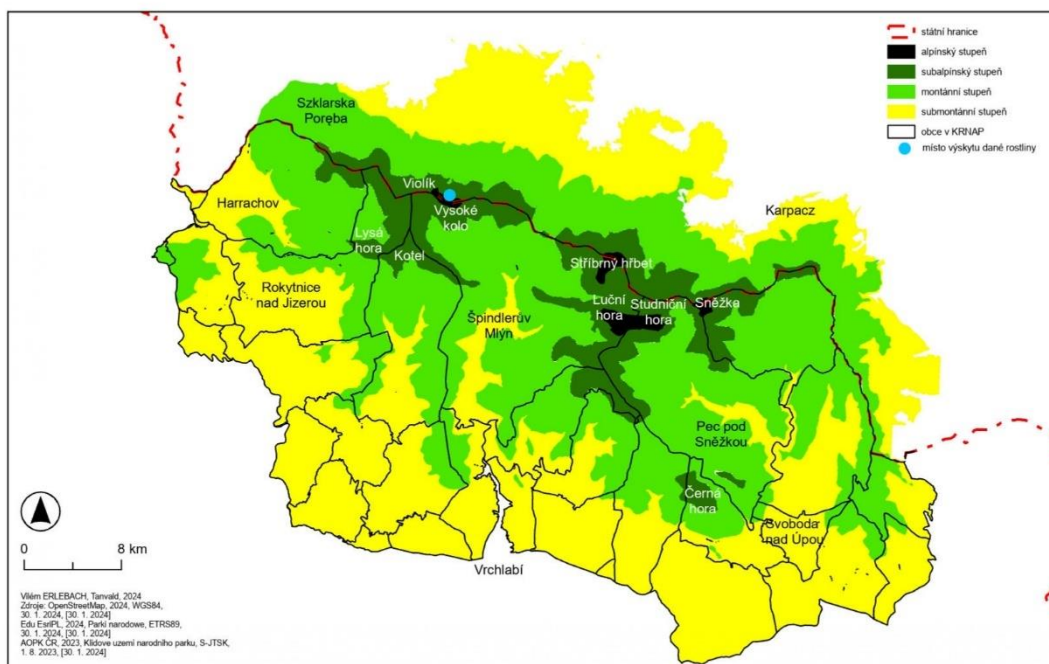 státní hranice
alpínský stupeň
subalpínský stupeň
montánní stupeň
submontánní stupeň
obce v KRNAP
místo výskytu dané rostliny
Szklarska
Poręba
Violík
Vysoké
kolo
Harrachov
Lysá
hora
Kotel
Karpacz
Stříbrný hřbet
Rokytnice
nad Jizerou
Luční
hora
Studniční
hora
Sněžka
Špindlerův
Mlýn
Pec pod
Sněžkou
Černá
hora
Svoboda
nad Úpou
Vrchlabí
0 8 km
Vilém ERLEBACH, Tanvald, 2024
Zdroje: OpenStreetMap, 2024, WGS84,
30. 1. 2024, [30. 1. 2024]
Edu EsriPL, 2024, Parki narodowe, ETRS89,
30. 1. 2024, [30. 1. 2024]
AOPK ČR, 2023, Klidove uzemi narodního parku, S-JTSK,
1. 8. 2023, [30. 1. 2024]